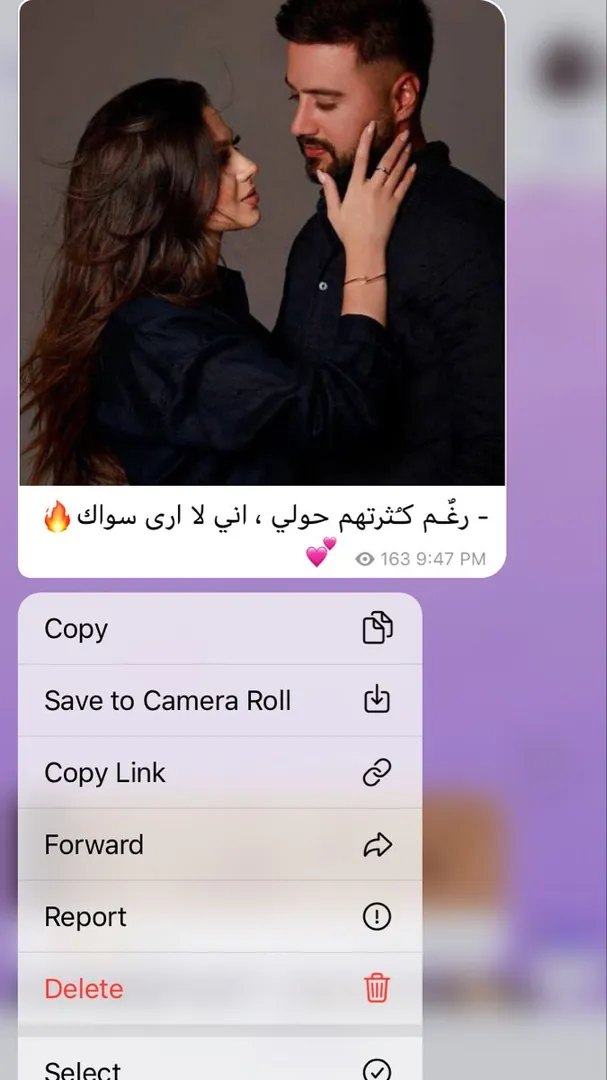 - رغٌـم كـُثرتهم حولي ، اني لا ارى سواك🔥
💕 163 9:47 PM
Copy
Save to Camera Roll
Copy Link
Forward
Report
Delete
Select